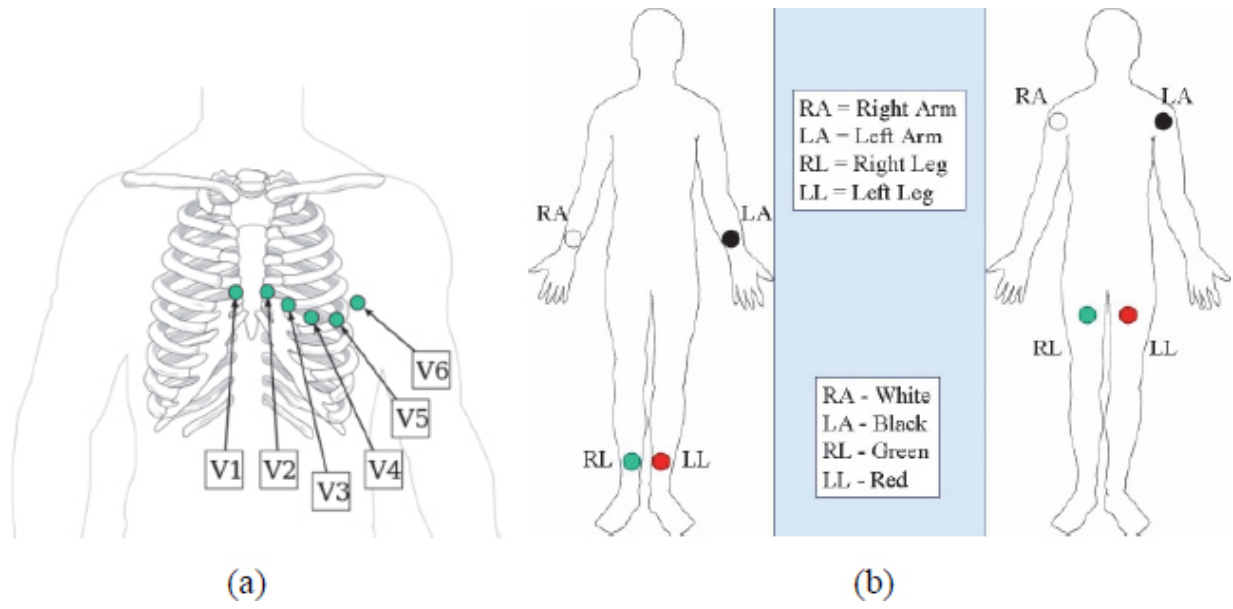 V1
V2
V3
V4
V5
V6
(a)
RA
LA
RL
LL
RA = Right Arm
LA = Left Arm
RL = Right Leg
LL = Left Leg
RA - White
LA - Black
RL - Green
LL - Red
RA
LA
RL
LL
(b)